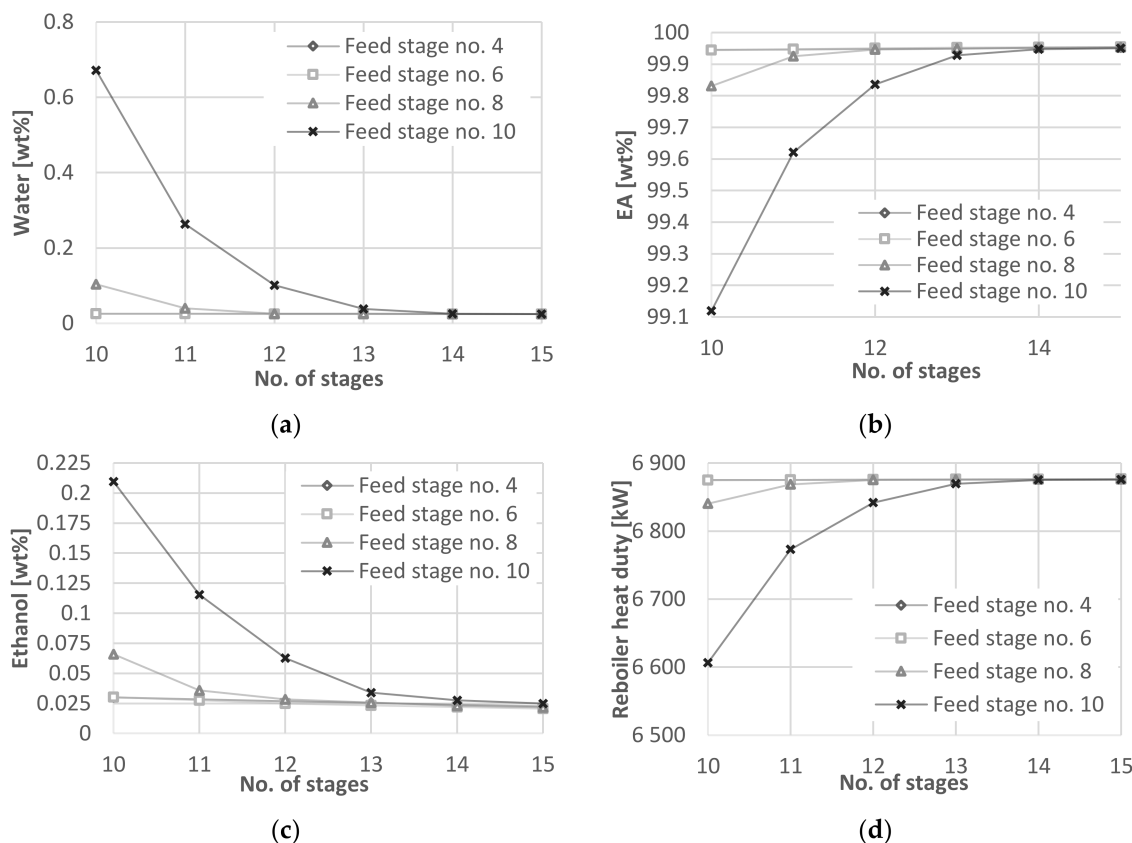 0.8
0.6
0.4
0.2
0
Water [wt%]
Feed stage no. 4
Feed stage no. 6
Feed stage no. 8
Feed stage no. 10
10 11 12 13 14 15
No. of stages
(a)
100
99.9
99.8
99.7
99.6
99.5
99.4
99.3
99.2
99.1
EA [wt%]
Feed stage no. 4
Feed stage no. 6
Feed stage no. 8
Feed stage no. 10
10 12 14
No. of stages
(b)
0.225
0.2
0.175
0.15
0.125
0.1
0.075
0.05
0.025
0
Ethanol [wt%]
Feed stage no. 4
Feed stage no. 6
Feed stage no. 8
Feed stage no. 10
10 11 12 13 14 15
No. of stages
(c)
6 900
6 800
6 700
6 600
6 500
Reboiler heat duty [kW]
Feed stage no. 4
Feed stage no. 6
Feed stage no. 8
Feed stage no. 10
10 11 12 13 14 15
No. of stages
(d)